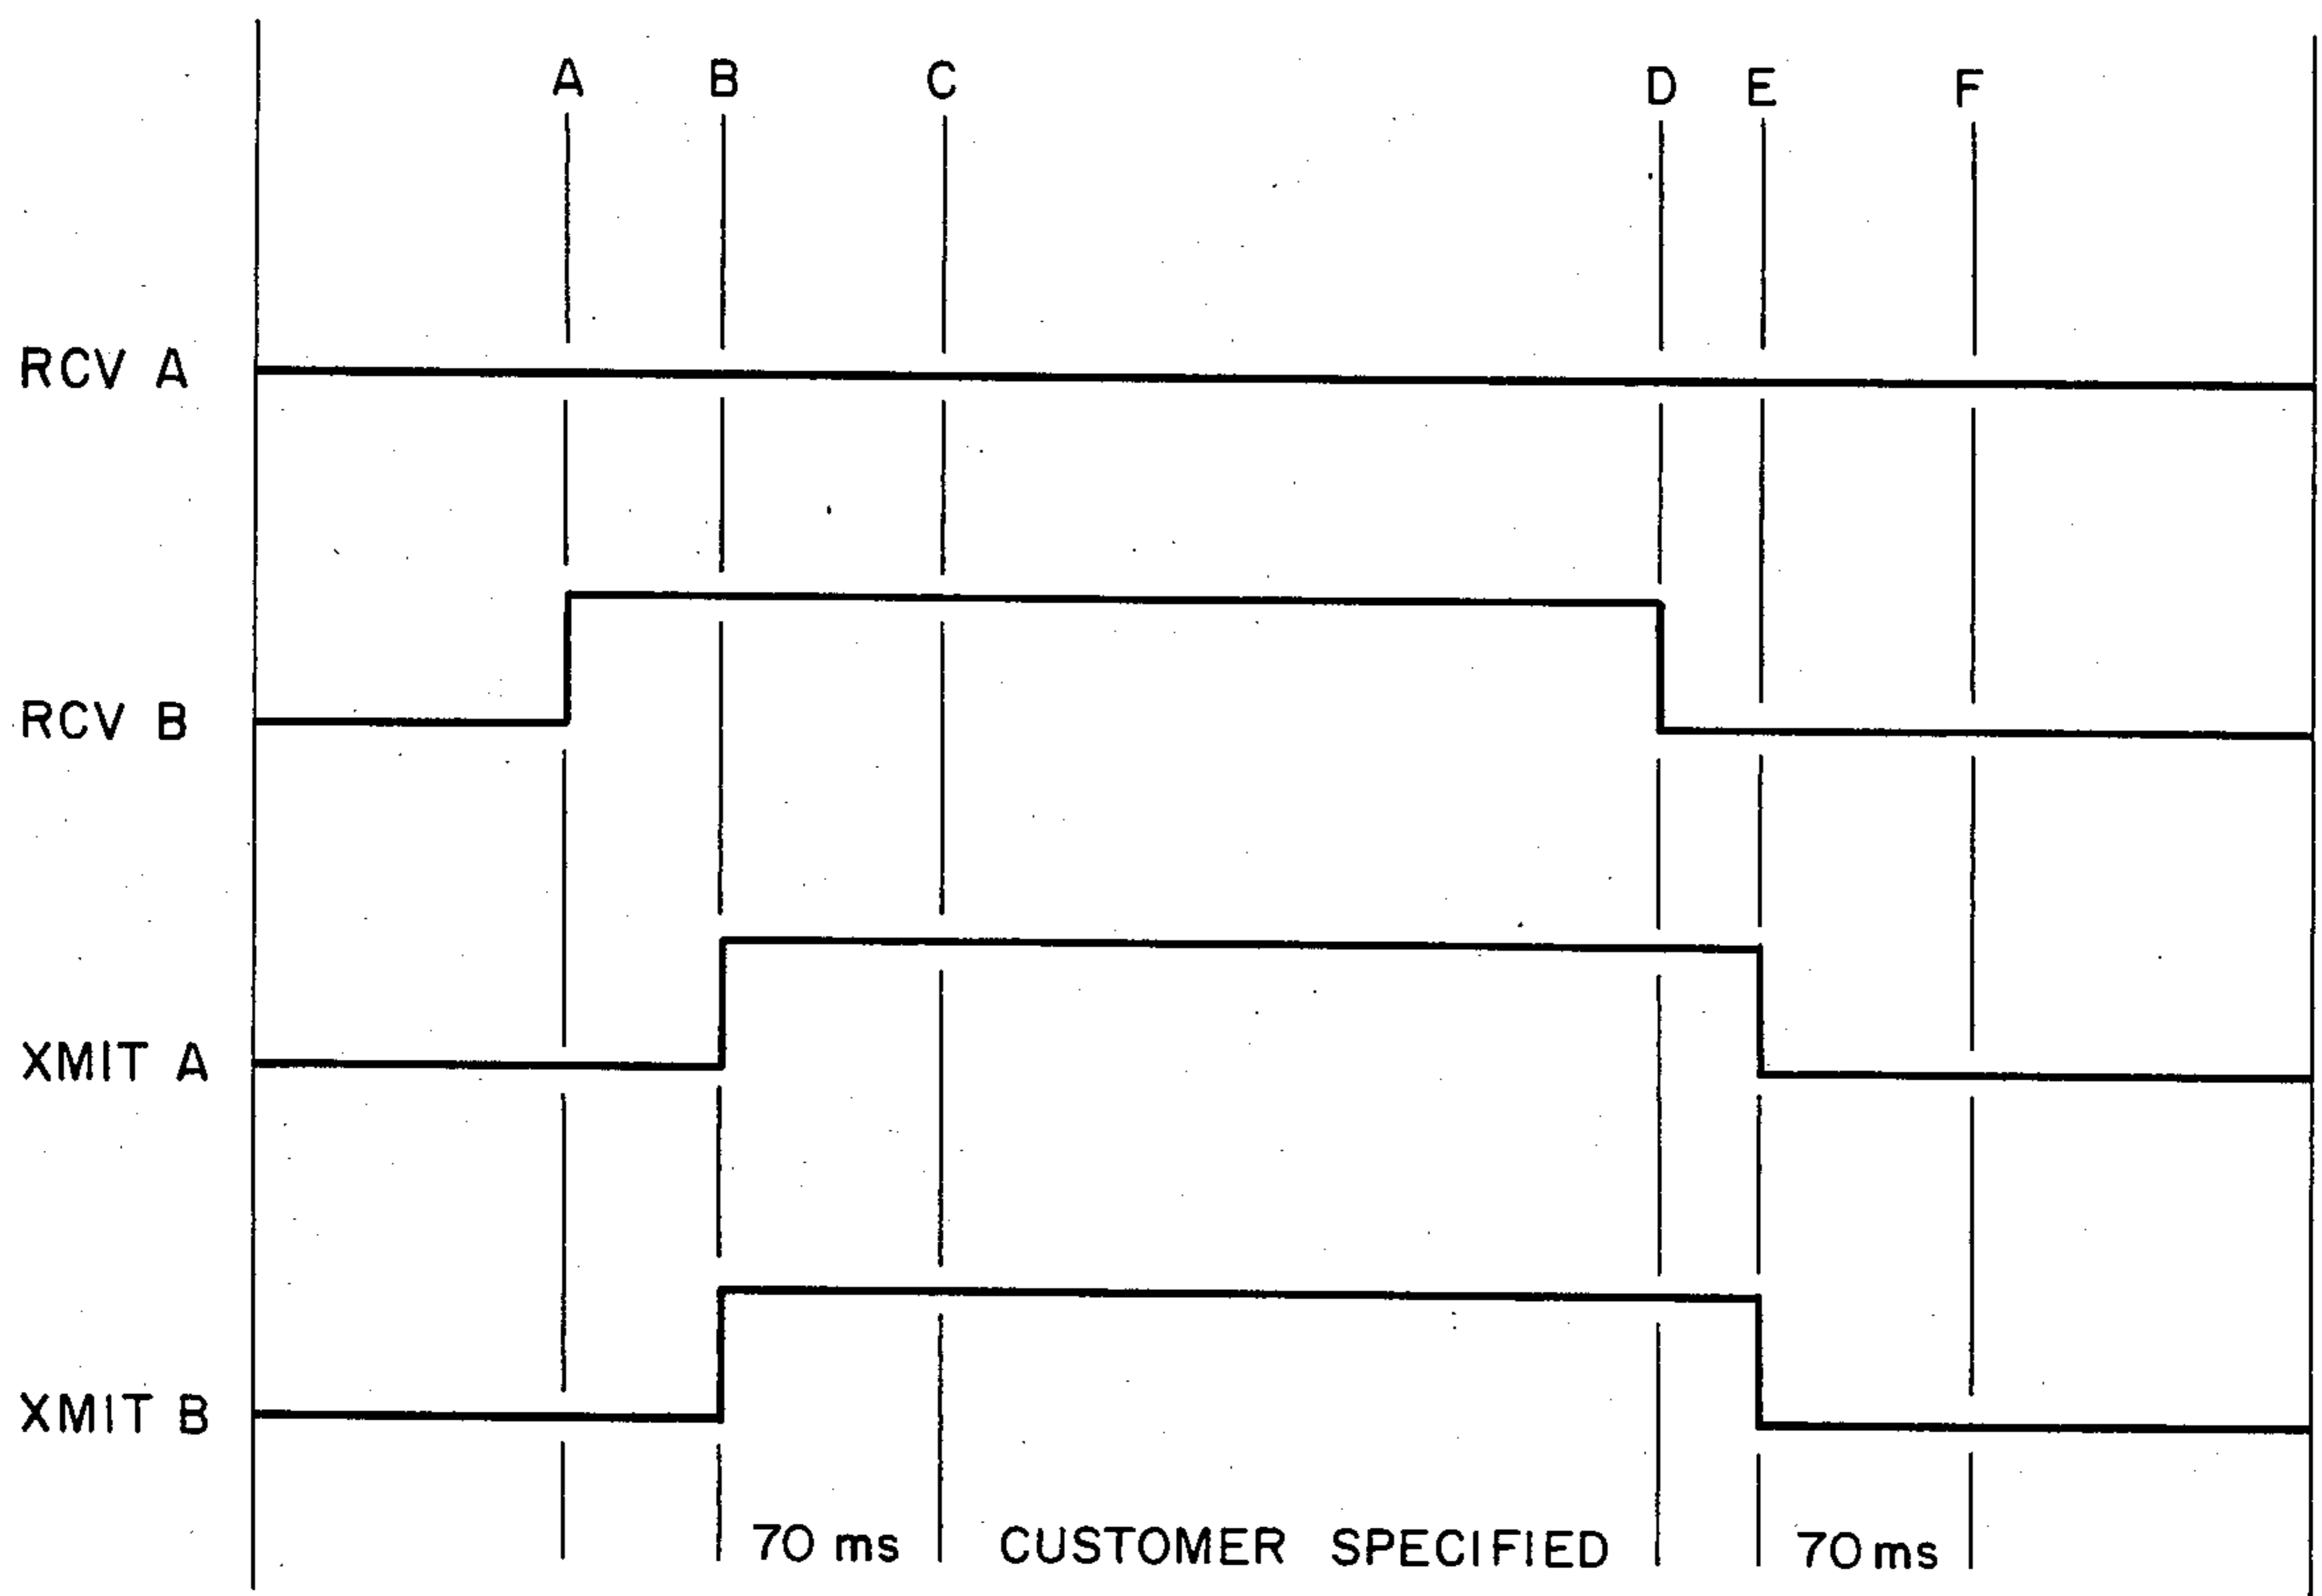 A B C D E F
RCV A
RCV B
XMIT A
XMIT B
70 ms CUSTOMER SPECIFIED 70 ms